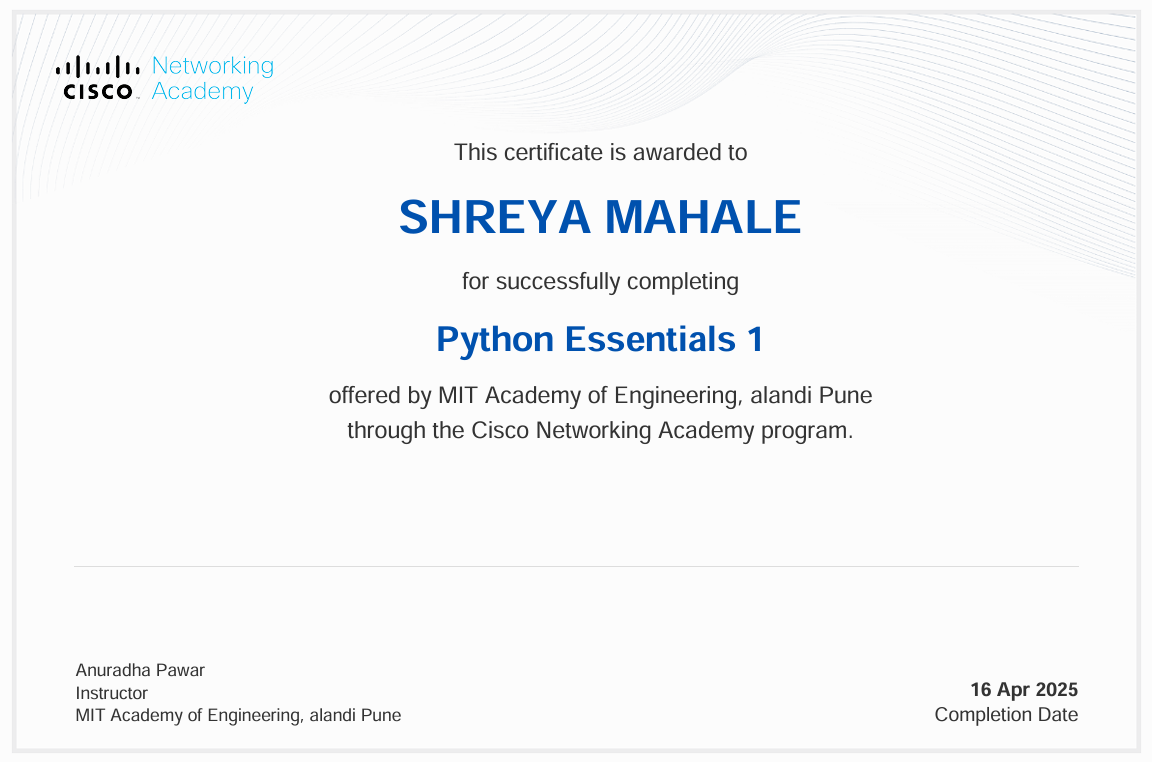 Networking
CISCO Academy
This certificate is awarded to
SHREYA MAHALE
for successfully completing
Python Essentials 1
offered by MIT Academy of Engineering, alandi Pune
through the Cisco Networking Academy program.
Anuradha Pawar
Instructor
MIT Academy of Engineering, alandi Pune
16 Apr 2025
Completion Date